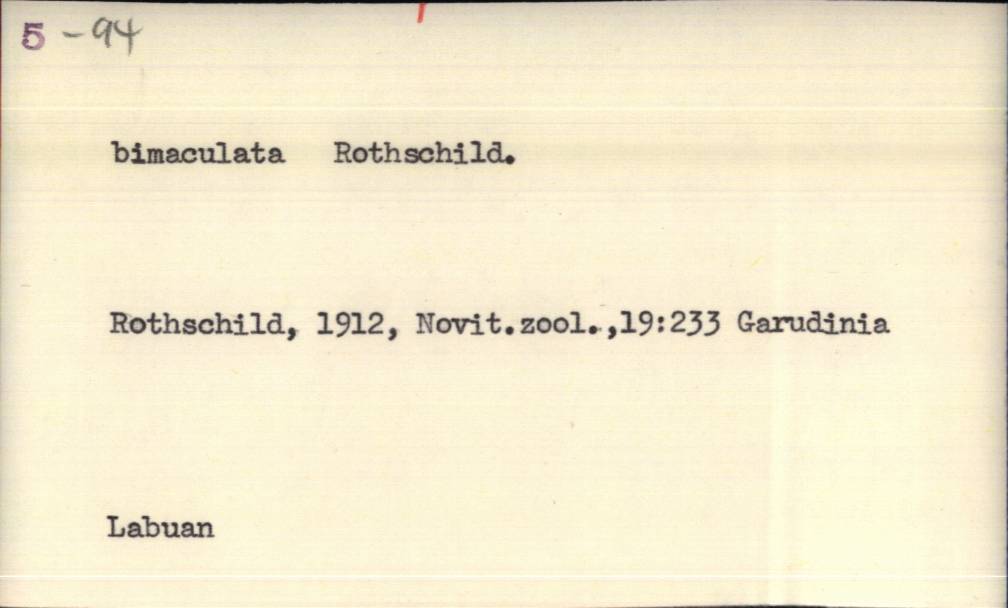 5 - 94
bimaculata Rothschild.
Rothschild, 1912, Novit.zool.,19:233 Garudinia
Labuan